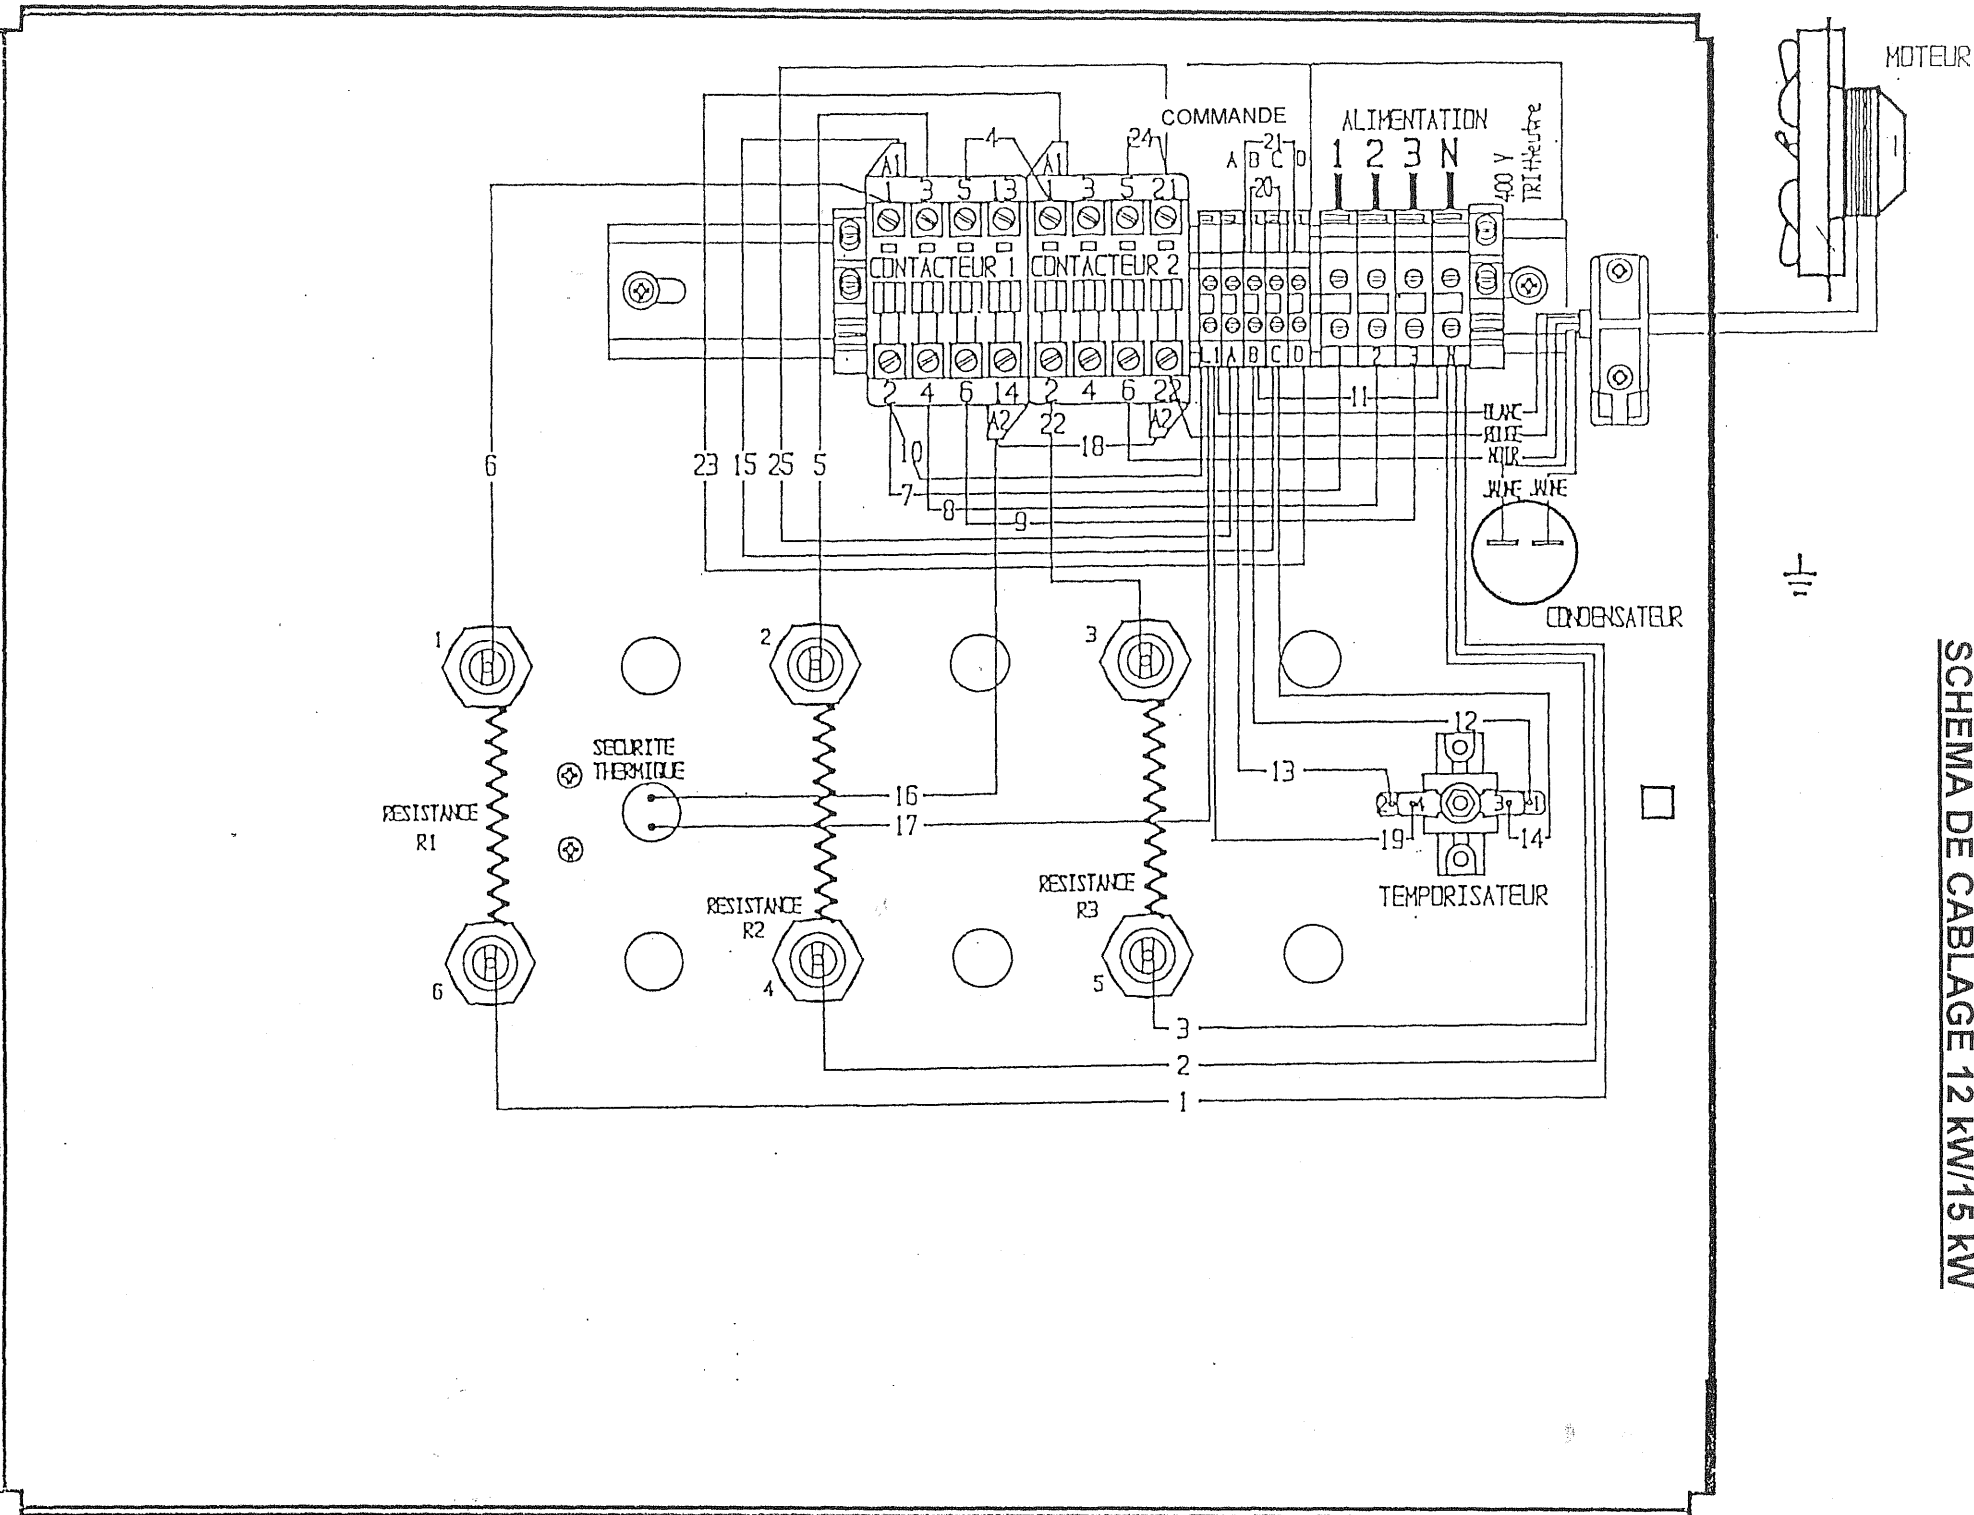 MOTEUR
COMMANDE
ALIMENTATION
A B C D
1 2 3 N
21
20
4
24
A1
A1
1 3 5 13
1 3 5 21
CONTACTEUR 1
CONTACTEUR 2
L1 A B C D
2 3 N
2 4 6 14
2 4 6 22
A2
A2
22
18
10
11
BLANC
NOIR
6
23 15 25 5
7
8
9
JAUNE JAUNE
CONDENSATEUR
1
2
3
12
SECURITE
THERMIQUE
13
16
17
RESISTANCE
R1
2 4 3 1
19
14
TEMPORISATEUR
RESISTANCE
R2
RESISTANCE
R3
6
4
5
3
2
1
SCHEMA DE CABLAGE 12 kW/15 kW